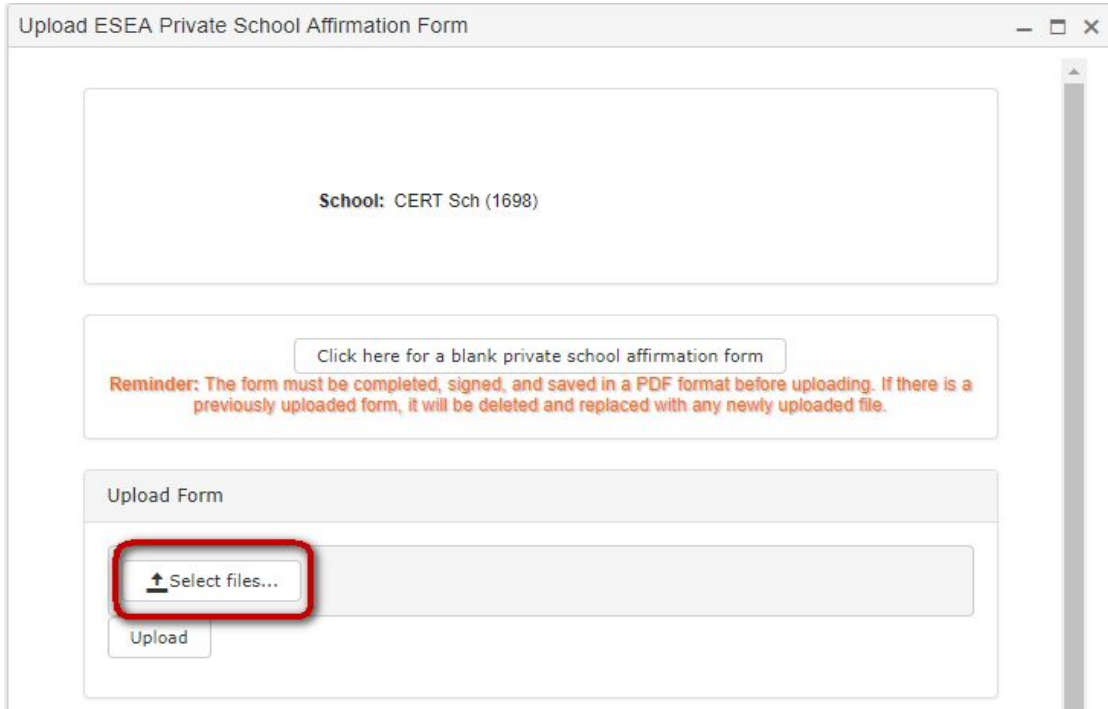 Upload ESEA Private School Affirmation Form
School: CERT Sch (1698)
Click here for a blank private school affirmation form
Reminder: The form must be completed, signed, and saved in a PDF format before uploading. If there is a
previously uploaded form, it will be deleted and replaced with any newly uploaded file.
Upload Form
Select files...
Upload